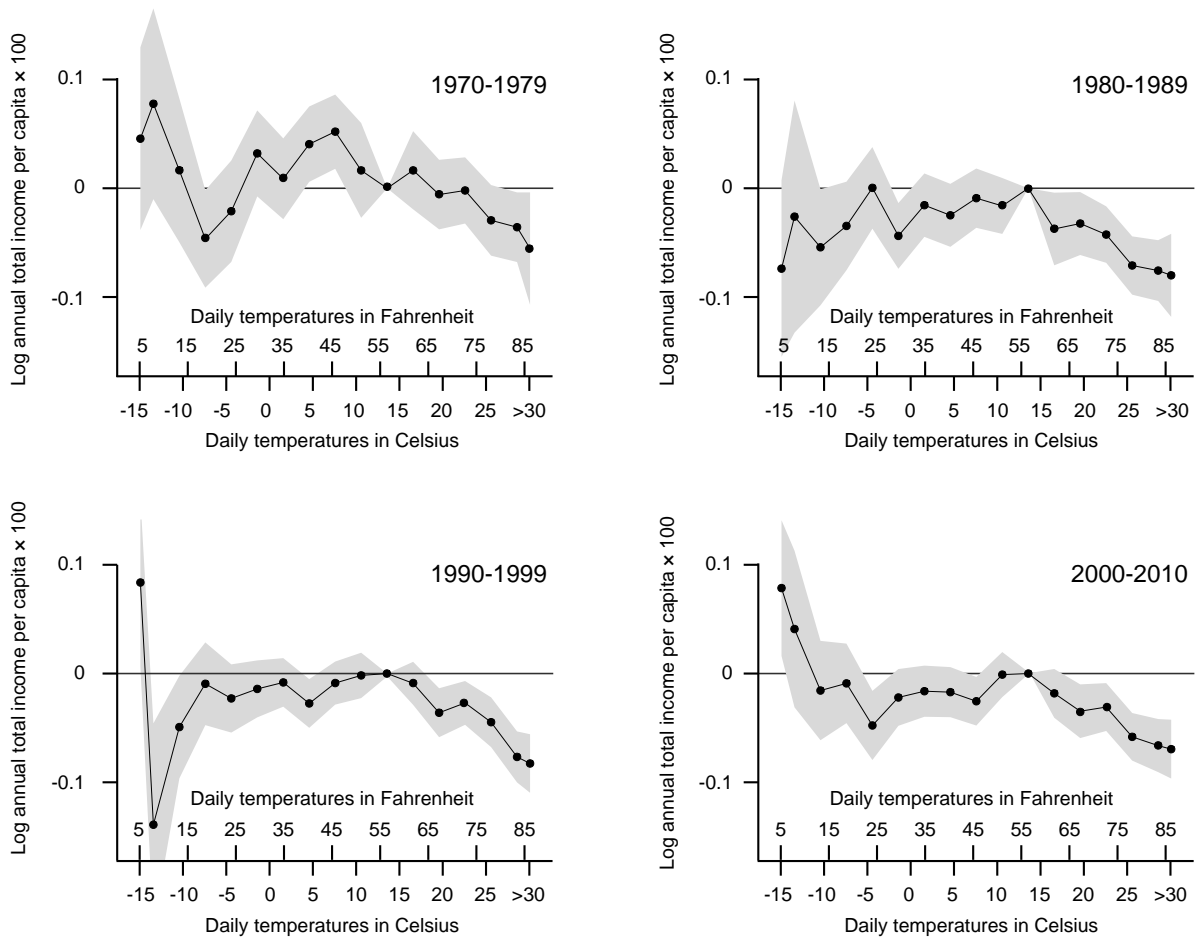 Log annual total income per capita × 100
0.1
0
-0.1
1970-1979
Daily temperatures in Fahrenheit
5 15 25 35 45 55 65 75 85
-15 -10 -5 0 5 10 15 20 25 >30
Daily temperatures in Celsius
Log annual total income per capita × 100
0.1
0
-0.1
1980-1989
Daily temperatures in Fahrenheit
5 15 25 35 45 55 65 75 85
-15 -10 -5 0 5 10 15 20 25 >30
Daily temperatures in Celsius
Log annual total income per capita × 100
0.1
0
-0.1
1990-1999
Daily temperatures in Fahrenheit
5 15 25 35 45 55 65 75 85
-15 -10 -5 0 5 10 15 20 25 >30
Daily temperatures in Celsius
Log annual total income per capita × 100
0.1
0
-0.1
2000-2010
Daily temperatures in Fahrenheit
5 15 25 35 45 55 65 75 85
-15 -10 -5 0 5 10 15 20 25 >30
Daily temperatures in Celsius